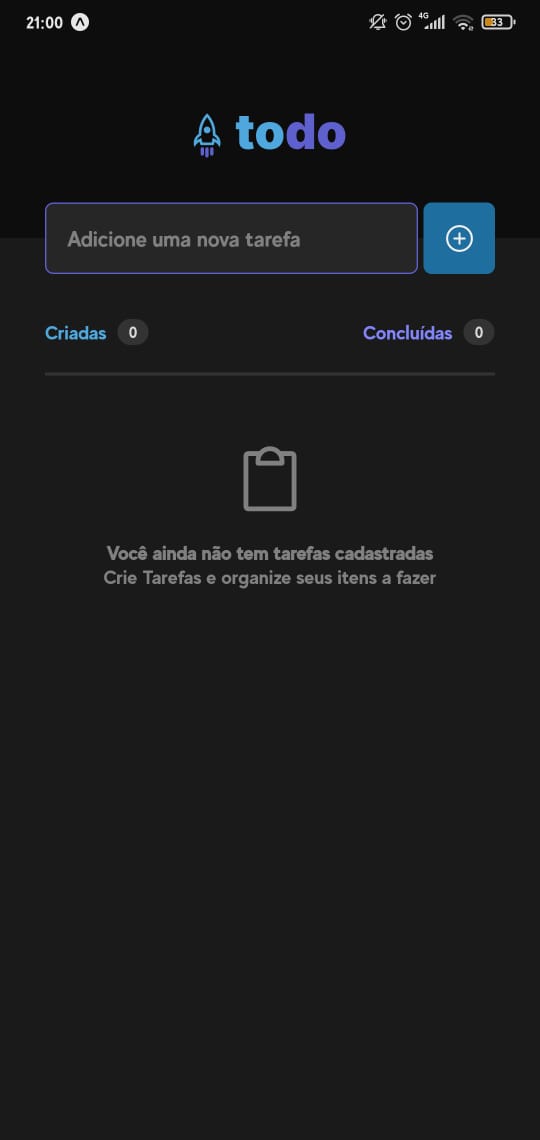 21:00
4G
33
todo
Adicione uma nova tarefa
Criadas 0
Concluídas 0
Você ainda não tem tarefas cadastradas
Crie Tarefas e organize seus itens a fazer